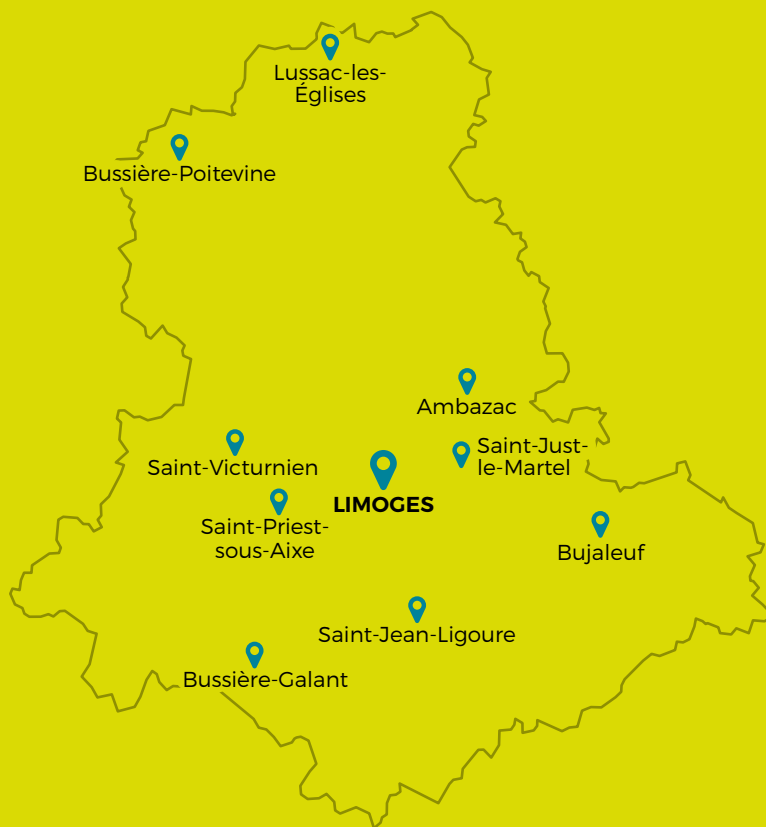 Lussac-les-
Églises
Bussière-Poitevine
Ambazac
Saint-Just-
le-Martel
Saint-Victurnien
LIMOGES
Saint-Priest-
sous-Aixe
Bujaleuf
Saint-Jean-Ligoure
Bussière-Galant